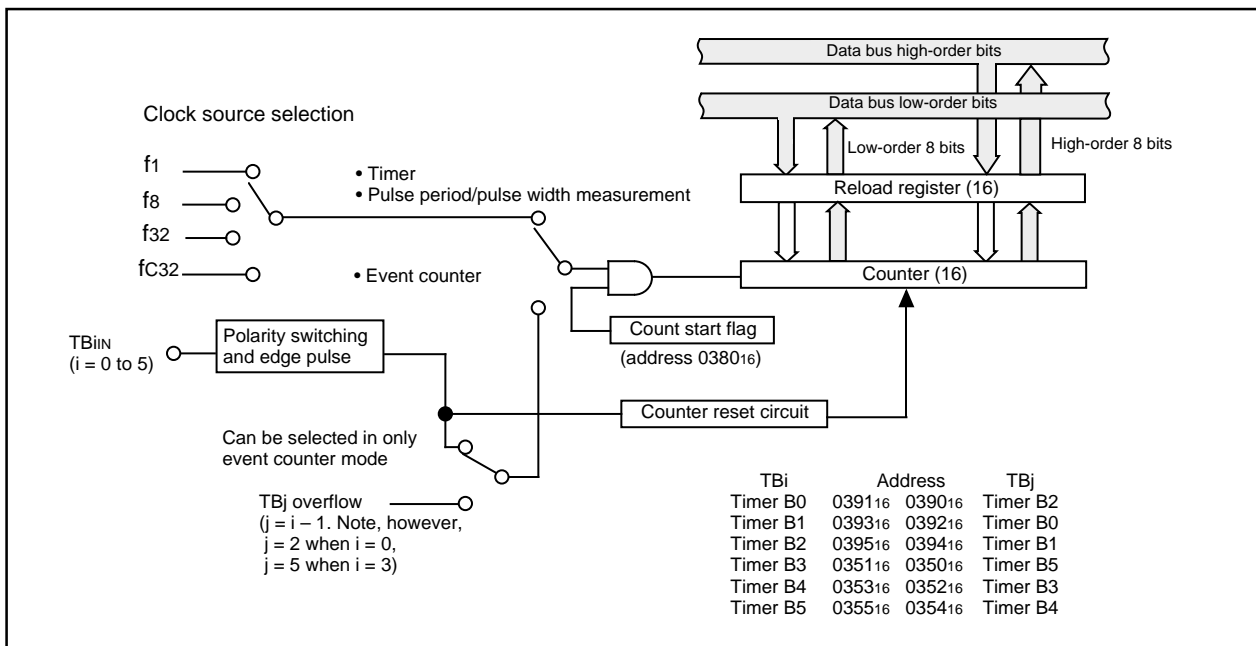 Data bus high-order bits
Data bus low-order bits
Clock source selection
Low-order 8 bits
High-order 8 bits
f1
• Timer
• Pulse period/pulse width measurement
Reload register (16)
f8
f32
fC32
• Event counter
Counter (16)
TBiIN
(i = 0 to 5)
Polarity switching
and edge pulse
Count start flag
(address 038016)
Counter reset circuit
Can be selected in only
event counter mode
TBj overflow
(j = i – 1. Note, however,
j = 2 when i = 0,
j = 5 when i = 3)
TBi Address TBj
Timer B0 039116 039016 Timer B2
Timer B1 039316 039216 Timer B0
Timer B2 039516 039416 Timer B1
Timer B3 035116 035016 Timer B5
Timer B4 035316 035216 Timer B3
Timer B5 035516 035416 Timer B4